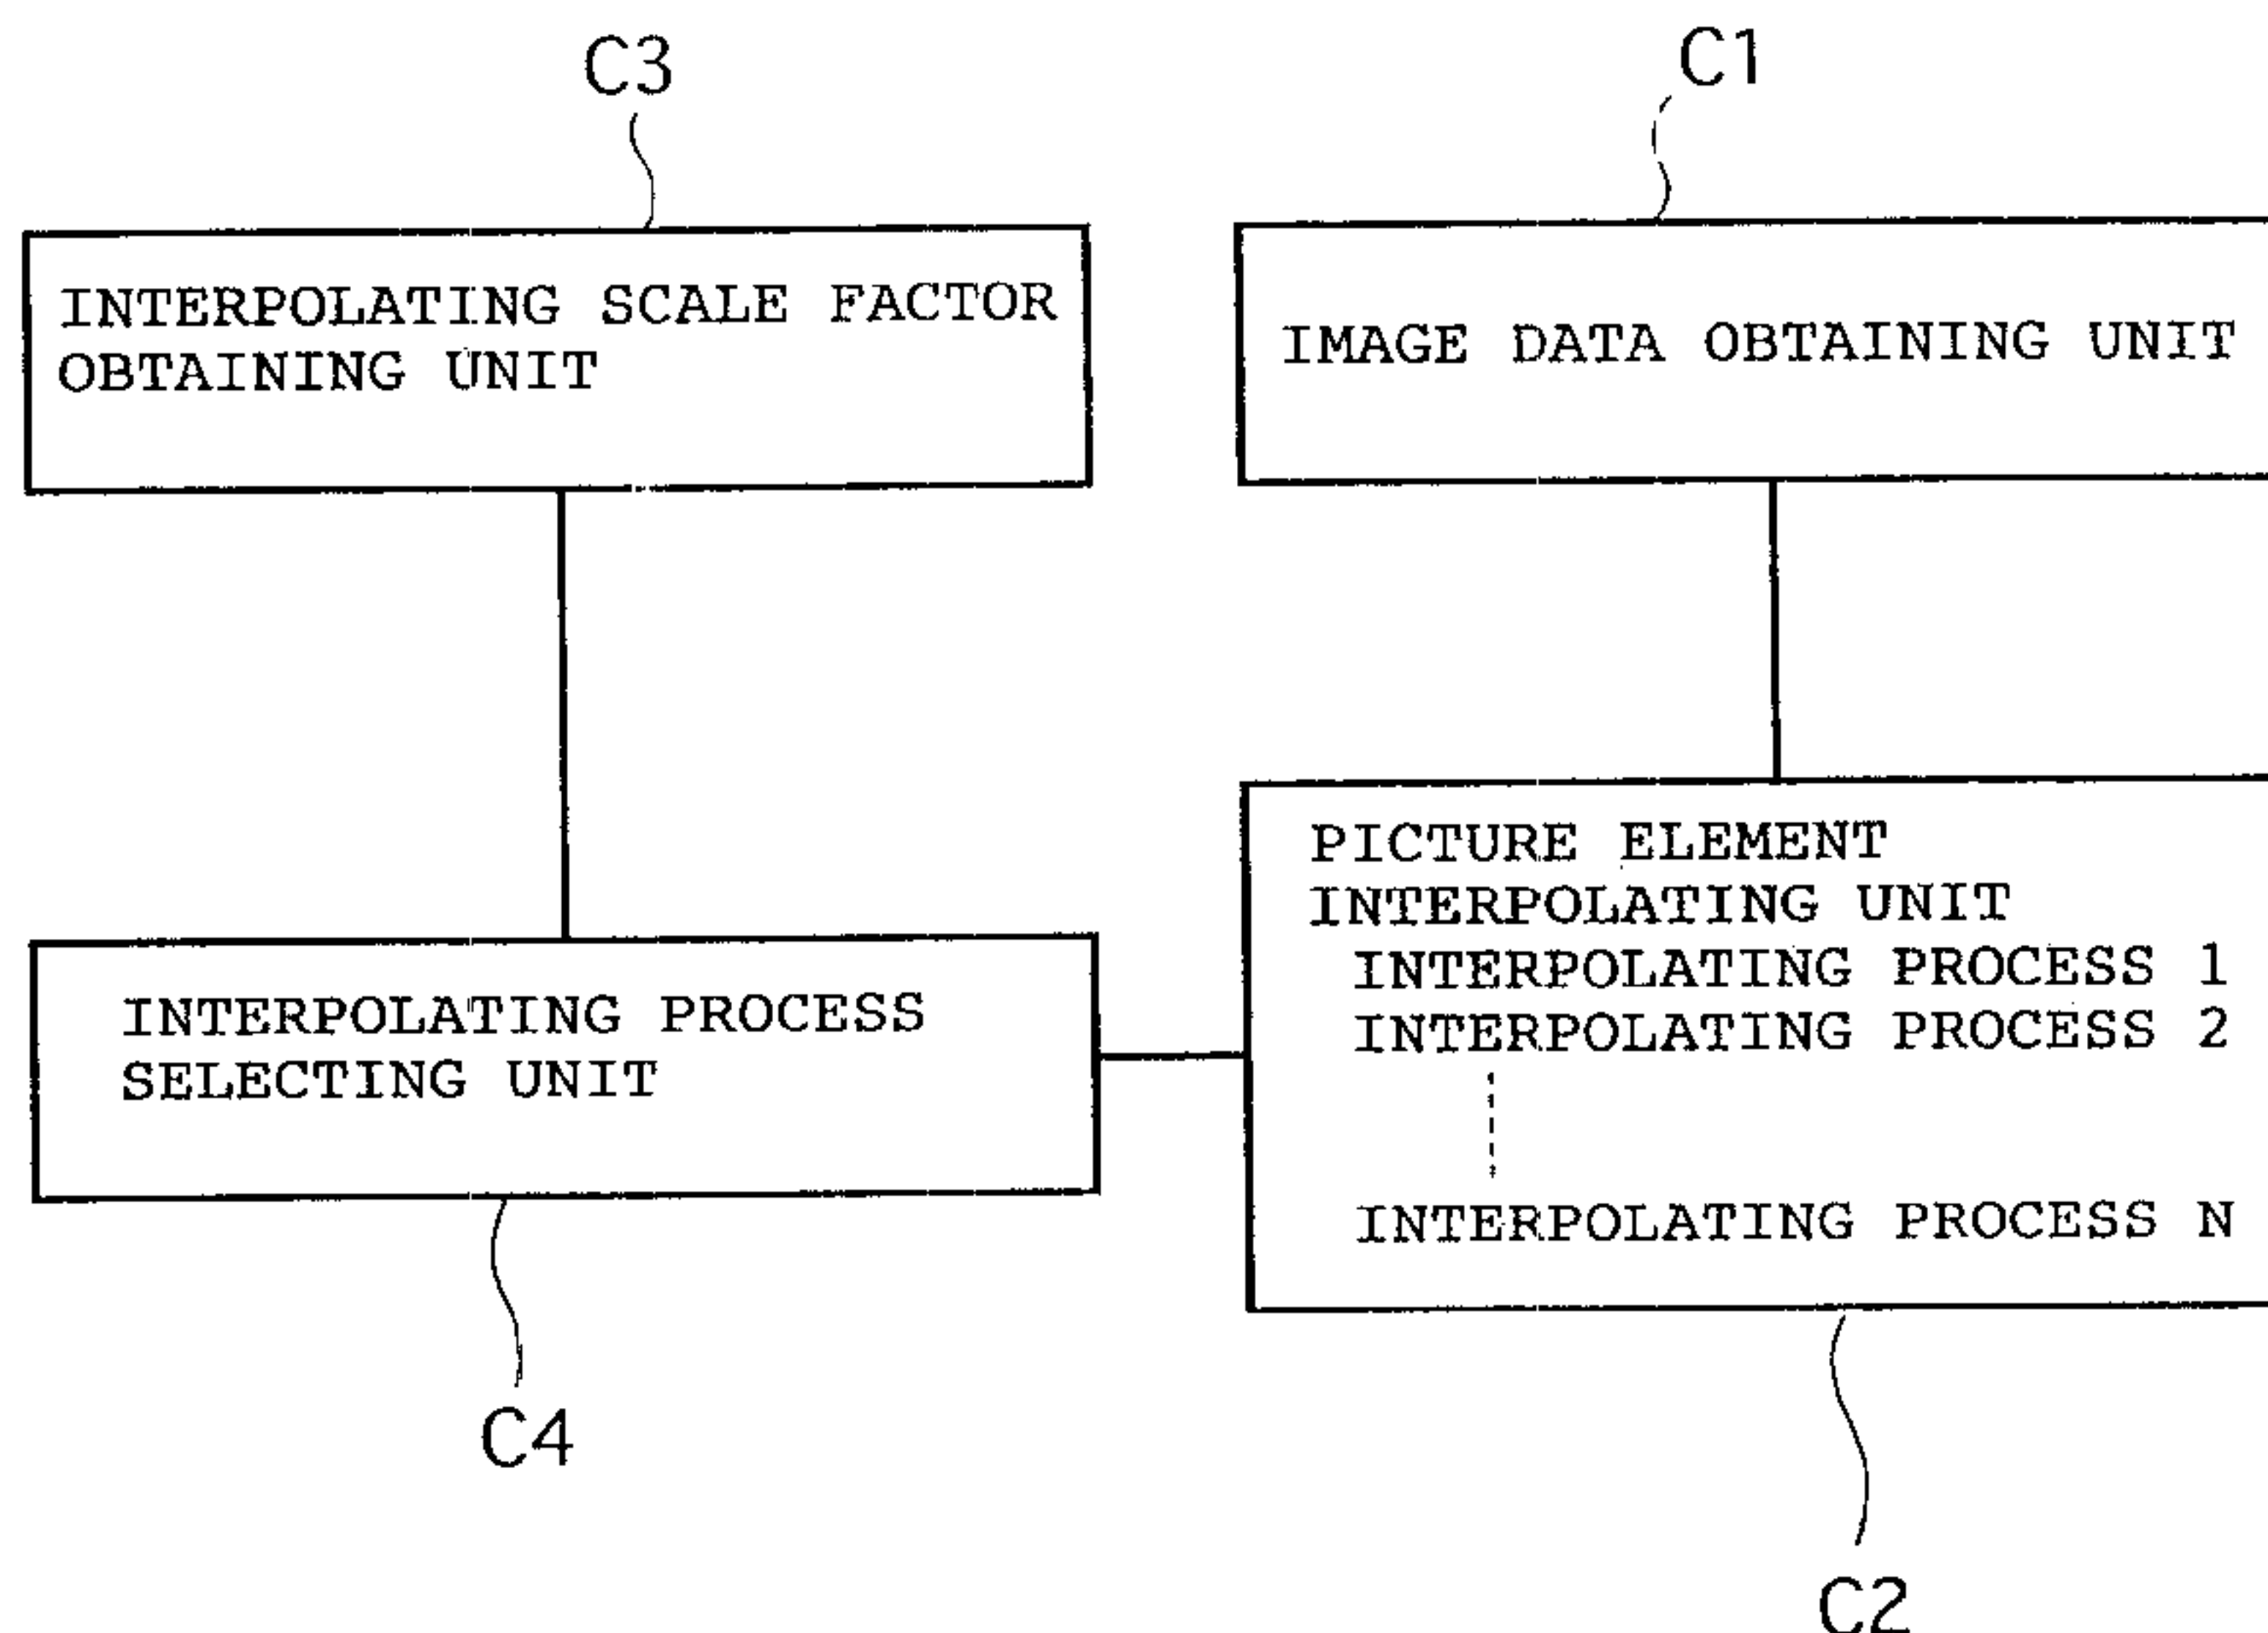 C3
C1
INTERPOLATING SCALE FACTOR
OBTAINING UNIT
IMAGE DATA OBTAINING UNIT
PICTURE ELEMENT
INTERPOLATING UNIT
INTERPOLATING PROCESS 1
INTERPOLATING PROCESS 2
INTERPOLATING PROCESS N
INTERPOLATING PROCESS
SELECTING UNIT
C4
C2